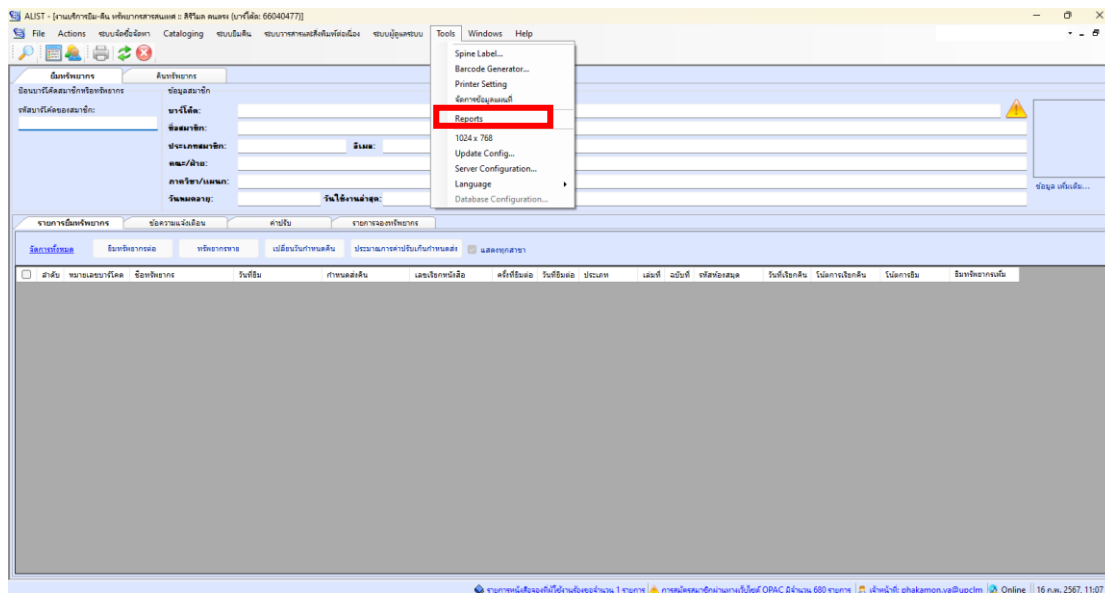 ALIST - [งานบริการยืม-คืน ทรัพยากรสารสนเทศ :: สิริวิมล คนตรง (บาร์โค้ด: 66040477)]
File Actions ระบบจัดซื้อจัดหา Cataloging ระบบยืมคืน ระบบวารสารและสิ่งพิมพ์ต่อเนื่อง ระบบผู้ดูแลระบบ Tools Windows Help
Spine Label...
Barcode Generator...
Printer Setting
จัดการข้อมูลแผนที่
Reports
1024 x 768
Update Config...
Server Configuration...
Language
Database Configuration...
ยืมทรัพยากร คืนทรัพยากร
ป้อนบาร์โค้ดสมาชิกหรือทรัพยากร ข้อมูลสมาชิก
รหัสบาร์โค้ดของสมาชิก: บาร์โค้ด:
ชื่อสมาชิก:
ประเภทสมาชิก: อีเมล:
คณะ/ฝ่าย:
ภาควิชา/แผนก:
วันหมดอายุ: วันใช้งานล่าสุด:
ข้อมูล เพิ่มเติม...
รายการยืมทรัพยากร ข้อความแจ้งเตือน ค่าปรับ รายการจองทรัพยากร
จัดการทั้งหมด ยืมทรัพยากรต่อ ทรัพยากรหาย เปลี่ยนวันกำหนดคืน ประมาณการค่าปรับเกินกำหนดส่ง แสดงทุกสาขา
ลำดับ หมายเลขบาร์โคด ชื่อทรัพยากร วันที่ยืม กำหนดส่งคืน เลขเรียกหนังสือ ครั้งที่ยืมต่อ วันที่ยืมต่อ ประเภท เล่มที่ ฉบับที่ รหัสห้องสมุด วันที่เรียกคืน โน้ตการเรียกคืน โน้ตการยืม ยืมทรัพยากรเพิ่ม
รายการหนังสือจองที่มีใช้งานร้องขอจำนวน 1 รายการ การสมัครสมาชิกผ่านทางเว็บไซต์ OPAC มีจำนวน 680 รายการ เจ้าหน้าที่: phakamon.ya@upclm Online 16 ก.พ. 2567, 11:07